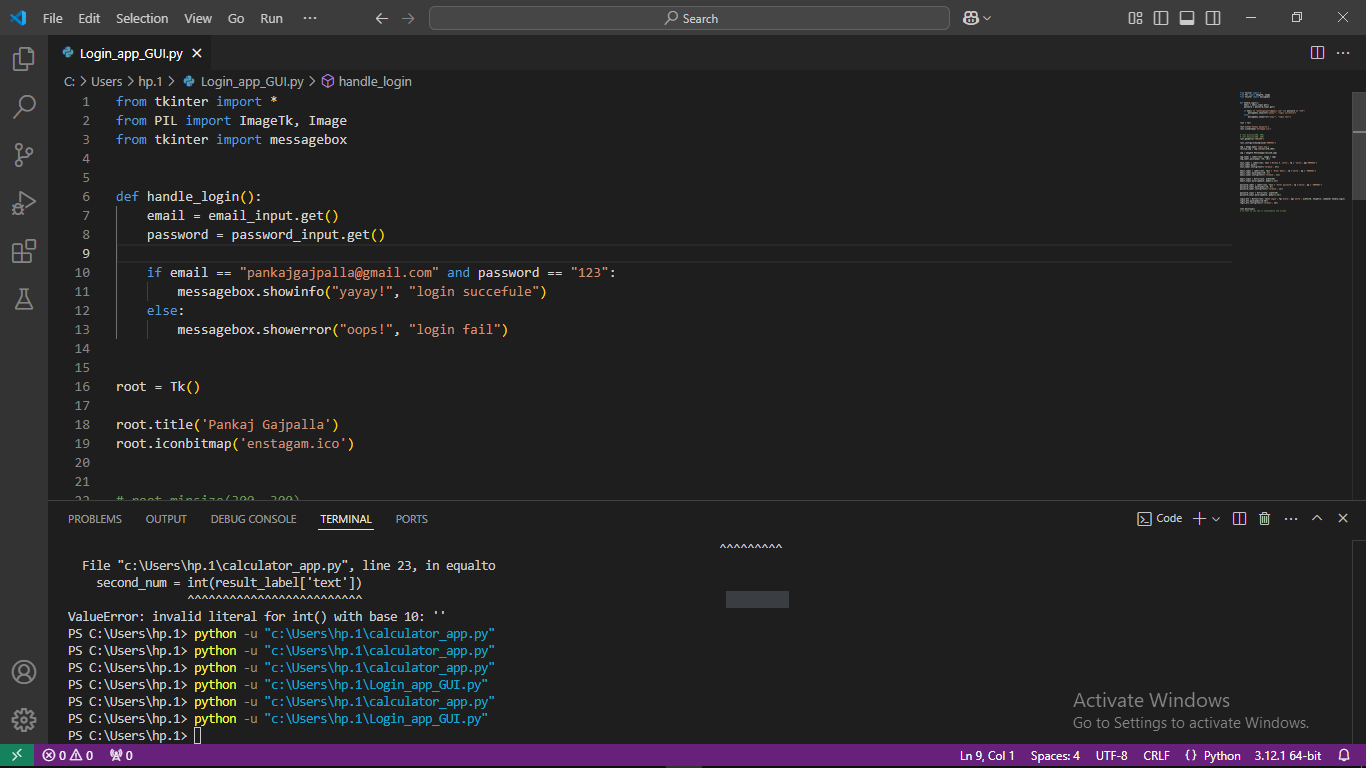 File Edit Selection View Go Run ··· Search
Login_app_GUI.py
C: > Users > hp.1 > Login_app_GUI.py > handle_login
1 from tkinter import *
2 from PIL import ImageTk, Image
3 from tkinter import messagebox
4
5
6 def handle_login():
7 email = email_input.get()
8 password = password_input.get()
9
10 if email == "pankajgajpalla@gmail.com" and password == "123":
11 messagebox.showinfo("yayay!", "login succefule")
12 else:
13 messagebox.showerror("oops!", "login fail")
14
15
16 root = Tk()
17
18 root.title('Pankaj Gajpalla')
19 root.iconbitmap('enstagam.ico')
20
21
22 # root.minsize(200, 200)
PROBLEMS OUTPUT DEBUG CONSOLE TERMINAL PORTS Code
^^^^^^^^^
File "c:\Users\hp.1\calculator_app.py", line 23, in equalto
second_num = int(result_label['text'])
^^^^^^^^^^^^^^^^^^^^^^^^^
ValueError: invalid literal for int() with base 10: ''
PS C:\Users\hp.1> python -u "c:\Users\hp.1\calculator_app.py"
PS C:\Users\hp.1> python -u "c:\Users\hp.1\calculator_app.py"
PS C:\Users\hp.1> python -u "c:\Users\hp.1\calculator_app.py"
PS C:\Users\hp.1> python -u "c:\Users\hp.1\Login_app_GUI.py"
PS C:\Users\hp.1> python -u "c:\Users\hp.1\calculator_app.py"
PS C:\Users\hp.1> python -u "c:\Users\hp.1\Login_app_GUI.py"
PS C:\Users\hp.1>
Activate Windows
Go to Settings to activate Windows.
0 0 0 Ln 9, Col 1 Spaces: 4 UTF-8 CRLF {} Python 3.12.1 64-bit